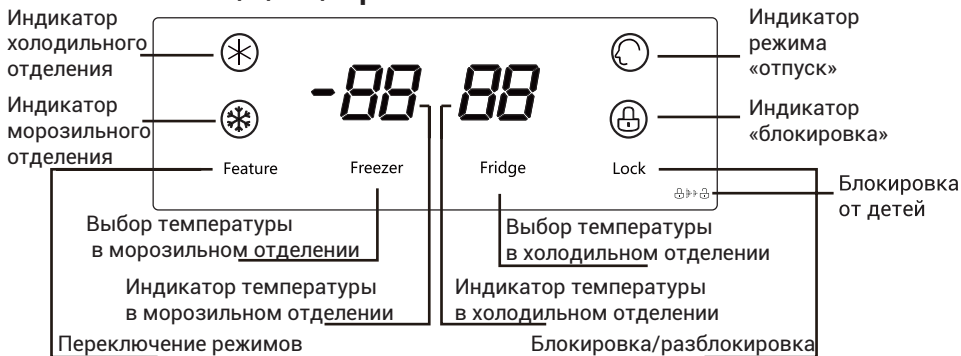 Индикатор
холодильного
отделения
Индикатор
морозильного
отделения
-88 88
Feature
Freezer
Fridge
Lock
Индикатор
режима
«отпуск»
Индикатор
«блокировка»
Блокировка
от детей
Выбор температуры
в морозильном отделении
Выбор температуры
в холодильном отделении
Индикатор температуры
в морозильном отделении
Индикатор температуры
в холодильном отделении
Переключение режимов
Блокировка/разблокировка